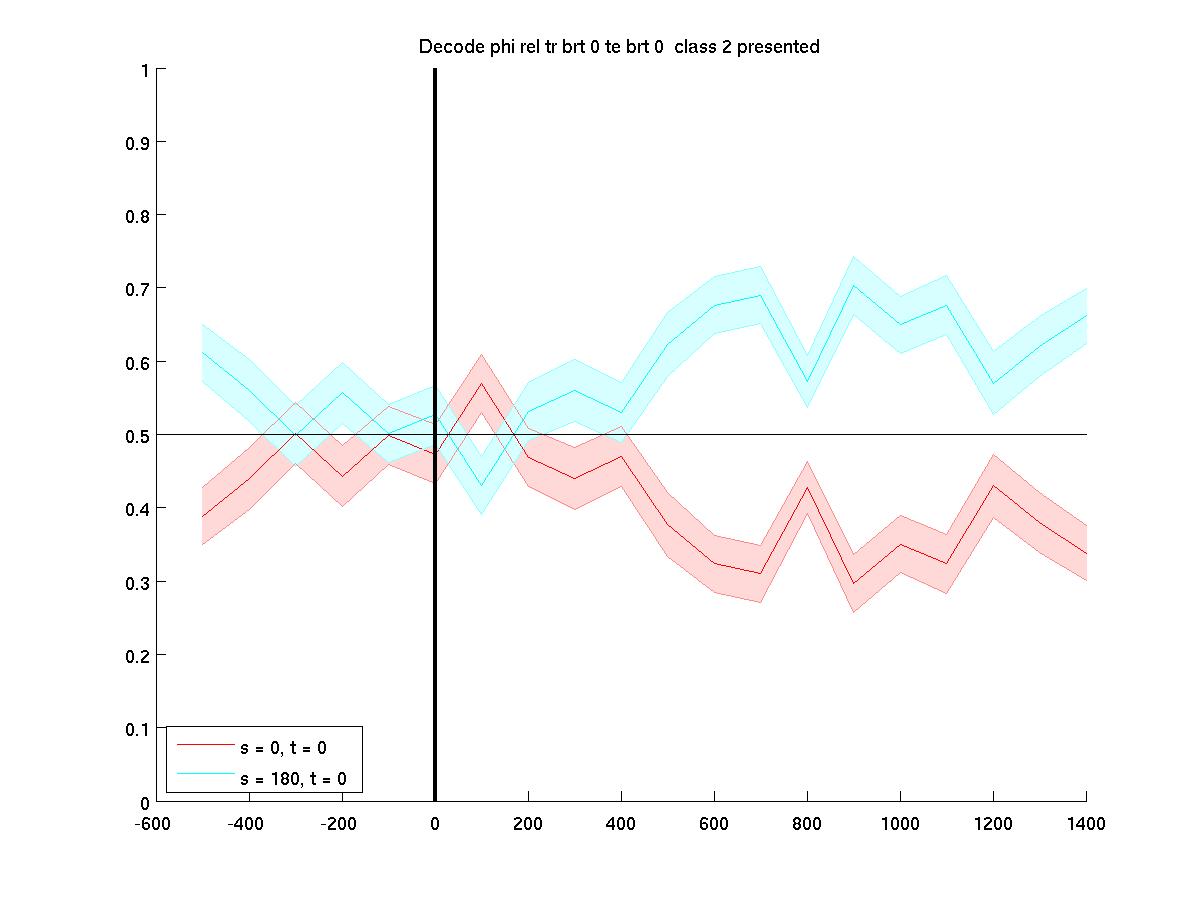 Decode phi rel tr brt 0 te brt 0  class 2 presented
1
0.9
0.8
0.7
0.6
0.5
0.4
0.3
0.2
0.1
0
s = 0, t = 0
s = 180, t = 0
-600 -400 -200 0 200 400 600 800 1000 1200 1400